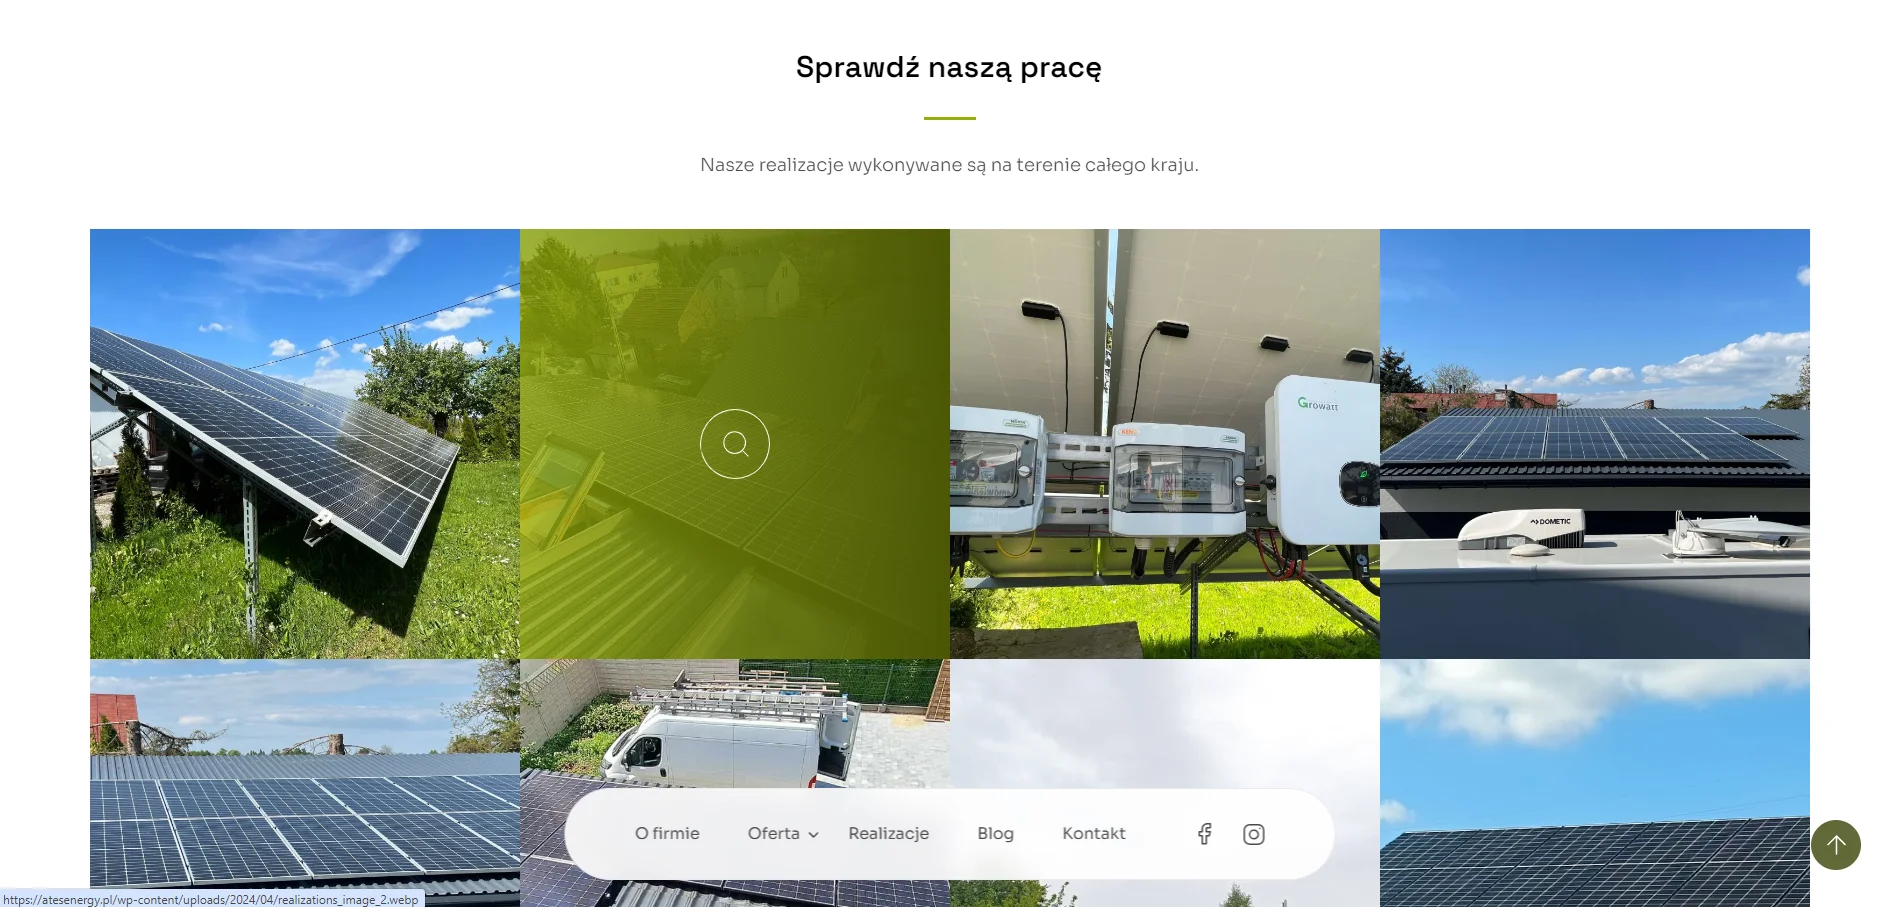 Sprawdź naszą pracę
Nasze realizacje wykonywane są na terenie całego kraju.
Growatt
DOMETIC
O firmie
Oferta
Realizacje
Blog
Kontakt
https://atesenergy.pl/wp-content/uploads/2024/04/realizations_image_2.webp